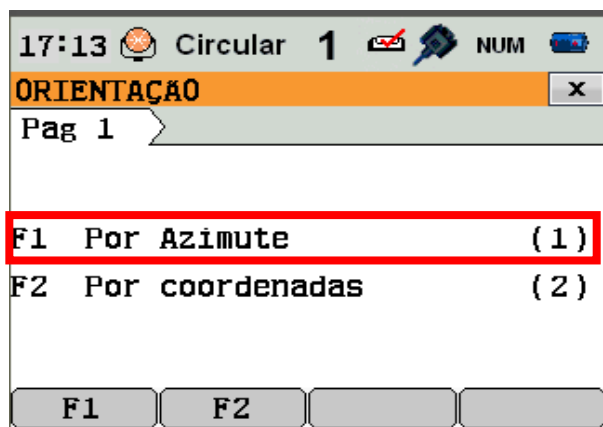 17:13 Circular 1 NUM
ORIENTAÇÃO x
Pag 1
F1 Por Azimute (1)
F2 Por coordenadas (2)
F1 F2